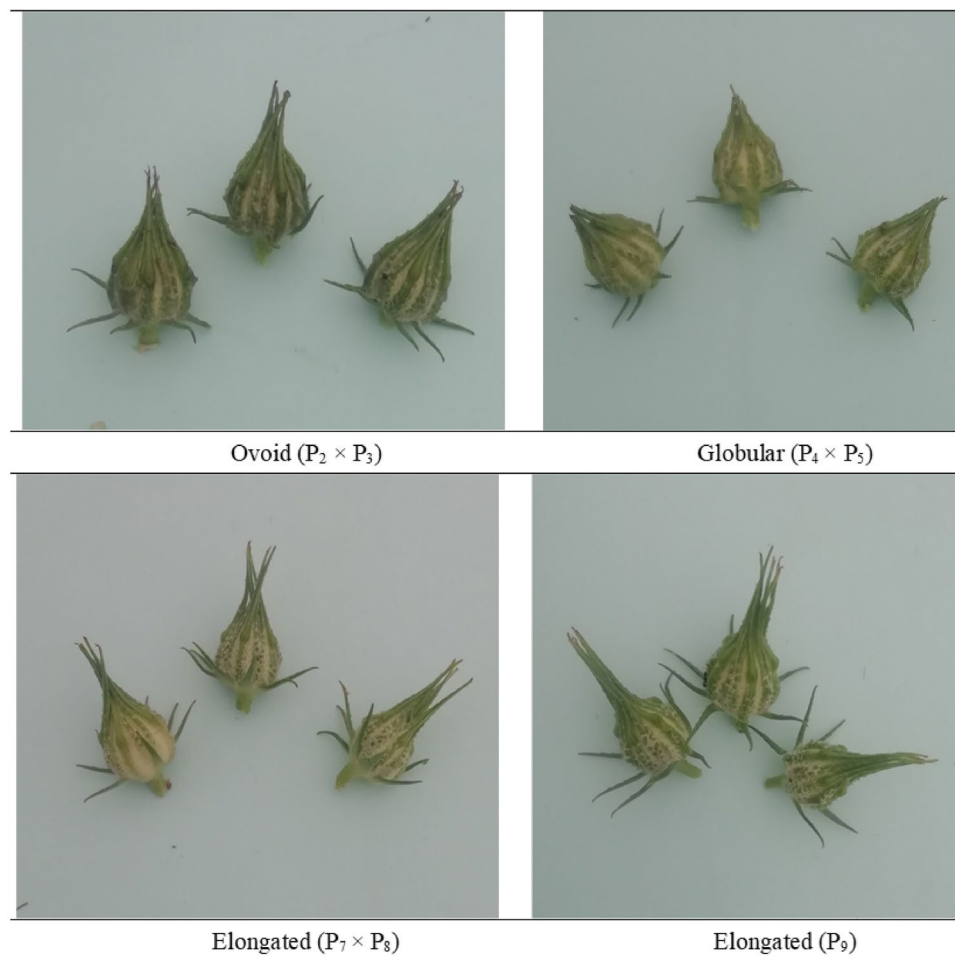 Ovoid (P₂ × P₃)
Globular (P₄ × P₅)
Elongated (P₇ × P₈)
Elongated (P₉)